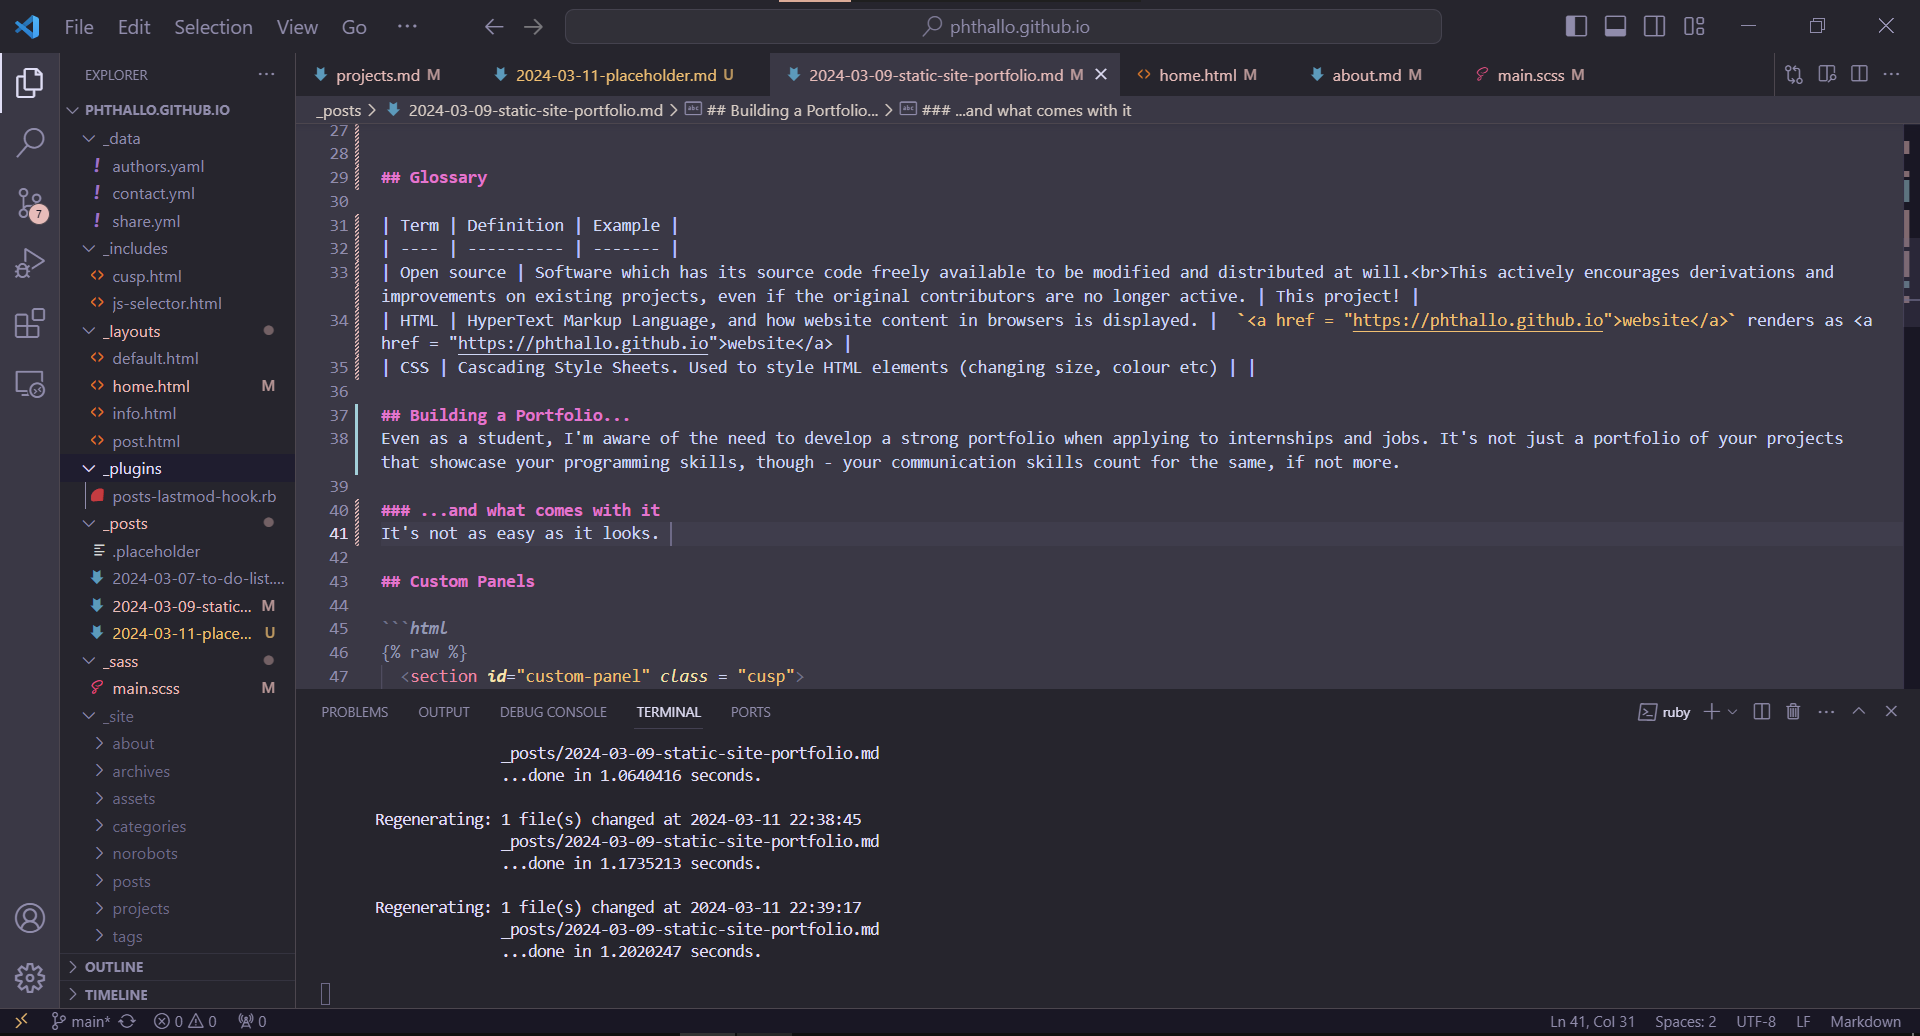 File Edit Selection View Go ···
phthallo.github.io
EXPLORER ···
PHTHALLO.GITHUB.IO
_data
! authors.yaml
! contact.yml
! share.yml
_includes
<> cusp.html
<> js-selector.html
_layouts
<> default.html
<> home.html M
<> info.html
<> post.html
_plugins
posts-lastmod-hook.rb
_posts
.placeholder
2024-03-07-to-do-list....
2024-03-09-static... M
2024-03-11-place... U
_sass
main.scss M
_site
about
archives
assets
categories
norobots
posts
projects
tags
OUTLINE
TIMELINE
7
projects.md M 2024-03-11-placeholder.md U 2024-03-09-static-site-portfolio.md M <> home.html M about.md M main.scss M
_posts > 2024-03-09-static-site-portfolio.md > ## Building a Portfolio... > ### ...and what comes with it
27
28
29 ## Glossary
30
31 | Term | Definition | Example |
32 | ---- | ---------- | ------- |
33 | Open source | Software which has its source code freely available to be modified and distributed at will.<br>This actively encourages derivations and
improvements on existing projects, even if the original contributors are no longer active. | This project! |
34 | HTML | HyperText Markup Language, and how website content in browsers is displayed. |  `<a href = "https://phthallo.github.io">website</a>` renders as <a
href = "https://phthallo.github.io">website</a> |
35 | CSS | Cascading Style Sheets. Used to style HTML elements (changing size, colour etc) | |
36
37 ## Building a Portfolio...
38 Even as a student, I'm aware of the need to develop a strong portfolio when applying to internships and jobs. It's not just a portfolio of your projects
that showcase your programming skills, though - your communication skills count for the same, if not more.
39
40 ### ...and what comes with it
41 It's not as easy as it looks.
42
43 ## Custom Panels
44
45 ```html
46 {% raw %}
47 <section id="custom-panel" class = "cusp">
PROBLEMS OUTPUT DEBUG CONSOLE TERMINAL PORTS ruby
_posts/2024-03-09-static-site-portfolio.md
...done in 1.0640416 seconds.
Regenerating: 1 file(s) changed at 2024-03-11 22:38:45
_posts/2024-03-09-static-site-portfolio.md
...done in 1.1735213 seconds.
Regenerating: 1 file(s) changed at 2024-03-11 22:39:17
_posts/2024-03-09-static-site-portfolio.md
...done in 1.2020247 seconds.
main* 0 0 0 Ln 41, Col 31 Spaces: 2 UTF-8 LF Markdown